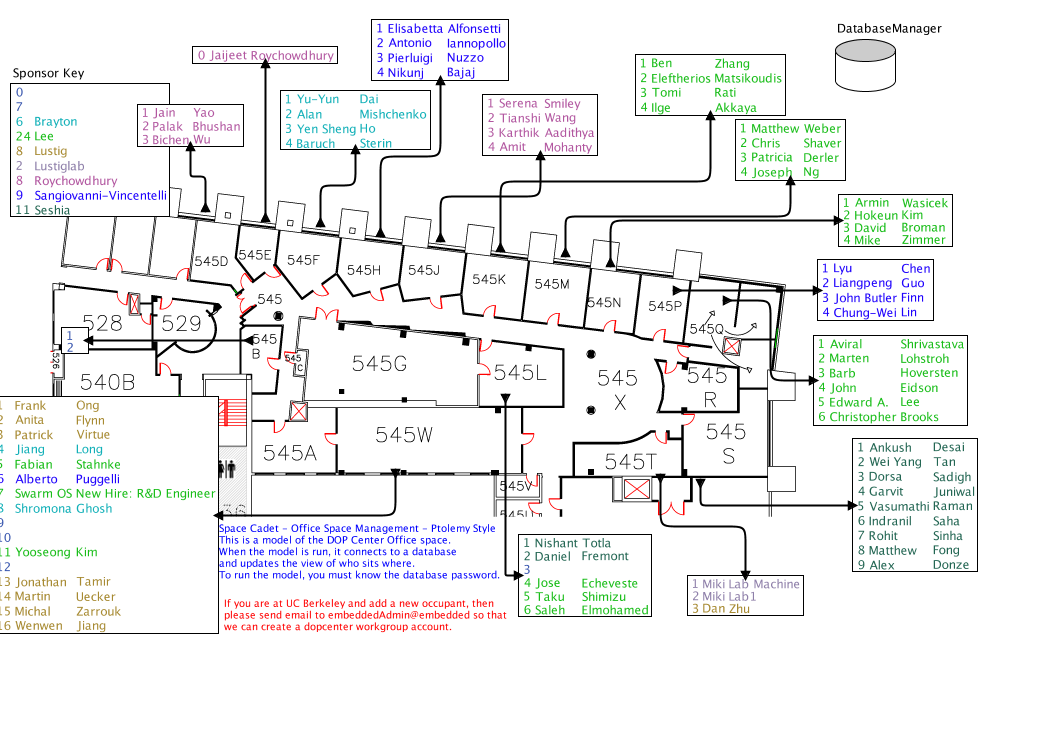 DatabaseManager
Sponsor Key
0
7
6 Brayton
24 Lee
8 Lustig
2 Lustiglab
8 Roychowdhury
9 Sangiovanni-Vincentelli
11 Seshia
1 Jain Yao
2 Palak Bhushan
3 Bichen Wu
0 Jaijeet Roychowdhury
1 Elisabetta Alfonsetti
2 Antonio Iannopollo
3 Pierluigi Nuzzo
4 Nikunj Bajaj
1 Yu-Yun Dai
2 Alan Mishchenko
3 Yen Sheng Ho
4 Baruch Sterin
1 Serena Smiley
2 Tianshi Wang
3 Karthik Aadithya
4 Amit Mohanty
1 Ben Zhang
2 Eleftherios Matsikoudis
3 Tomi Rati
4 Ilge Akkaya
1 Matthew Weber
2 Chris Shaver
3 Patricia Derler
4 Joseph Ng
1 Armin Wasicek
2 Hokeun Kim
3 David Broman
4 Mike Zimmer
1 Lyu Chen
2 Liangpeng Guo
3 John Butler Finn
4 Chung-Wei Lin
1 Aviral Shrivastava
2 Marten Lohstroh
3 Barb Hoversten
4 John Eidson
5 Edward A. Lee
6 Christopher Brooks
1 Ankush Desai
2 Wei Yang Tan
3 Dorsa Sadigh
4 Garvit Juniwal
5 Vasumathi Raman
6 Indranil Saha
7 Rohit Sinha
8 Matthew Fong
9 Alex Donze
545D
545E
545F
545H
545J
545K
545M
545N
545P
545Q
545
528
529
1
2
545
B
545
C
526
540B
545G
545L
545
X
545
R
545A
545W
545T
545
S
545V
545U
1 Frank Ong
2 Anita Flynn
3 Patrick Virtue
4 Jiang Long
5 Fabian Stahnke
6 Alberto Puggelli
7 Swarm OS New Hire: R&D Engineer
8 Shromona Ghosh
9
10
11 Yooseong Kim
12
13 Jonathan Tamir
14 Martin Uecker
15 Michal Zarrouk
16 Wenwen Jiang
Space Cadet - Office Space Management - Ptolemy Style
This is a model of the DOP Center Office space.
When the model is run, it connects to a database
and updates the view of who sits where.
To run the model, you must know the database password.
If you are at UC Berkeley and add a new occupant, then
please send email to embeddedAdmin@embedded so that
we can create a dopcenter workgroup account.
1 Nishant Totla
2 Daniel Fremont
3
4 Jose Echeveste
5 Taku Shimizu
6 Saleh Elmohamed
1 Miki Lab Machine
2 Miki Lab1
3 Dan Zhu